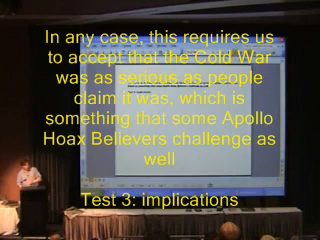 In any case, this requires us
to accept that the Cold War
was as serious as people
claim it was, which is
something that some Apollo
Hoax Believers challenge as
well
Test 3: implications